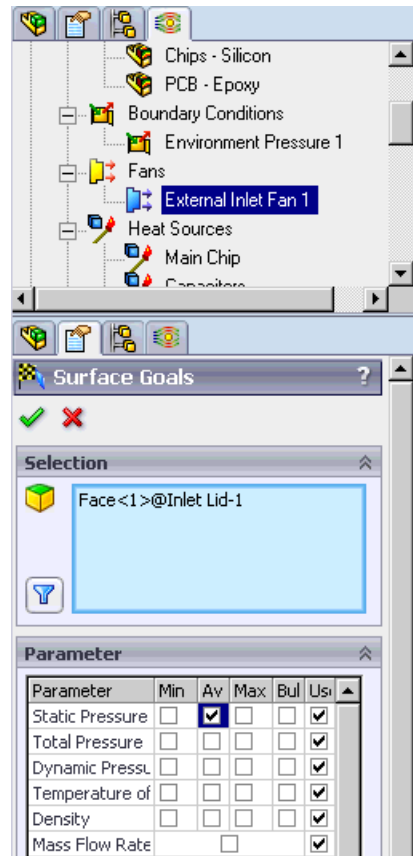 Chips - Silicon
PCB - Epoxy
Boundary Conditions
Environment Pressure 1
Fans
External Inlet Fan 1
Heat Sources
Main Chip
Capacitors
Surface Goals ?
Selection
Face<1>@Inlet Lid-1
Parameter
Parameter Min Av Max Bul Use
Static Pressure
Total Pressure
Dynamic Pressu
Temperature of
Density
Mass Flow Rate